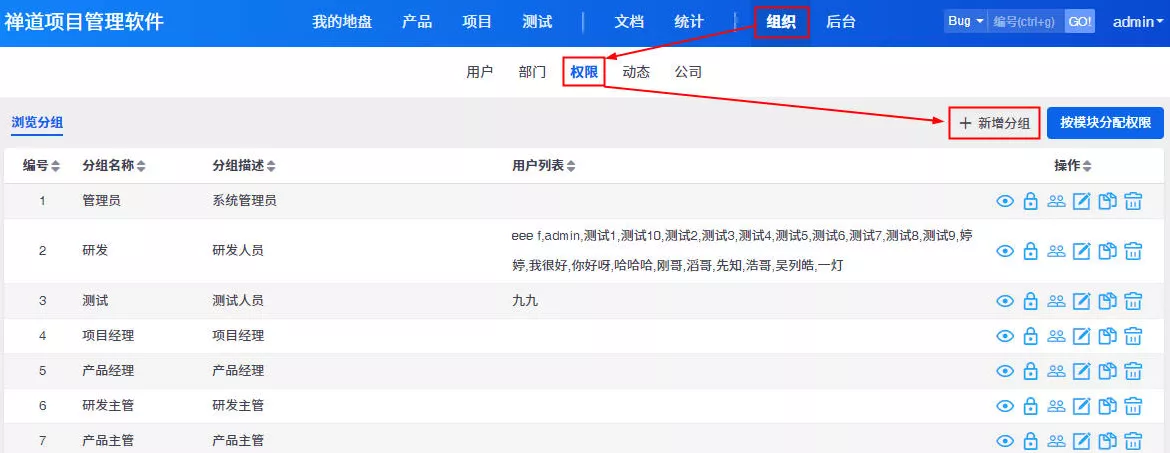 禅道项目管理软件 我的地盘 产品 项目 测试 文档 统计 组织 后台 Bug 编号(ctrl+g) GO! admin
用户 部门 权限 动态 公司
浏览分组 + 新增分组 按模块分配权限
编号 分组名称 分组描述 用户列表 操作
1 管理员 系统管理员
2 研发 研发人员 eee f,admin,测试1,测试10,测试2,测试3,测试4,测试5,测试6,测试7,测试8,测试9,婷
婷,我很好,你好呀,哈哈哈,刚哥,滔哥,先知,浩哥,吴列皓,一灯
3 测试 测试人员 九九
4 项目经理 项目经理
5 产品经理 产品经理
6 研发主管 研发主管
7 产品主管 产品主管